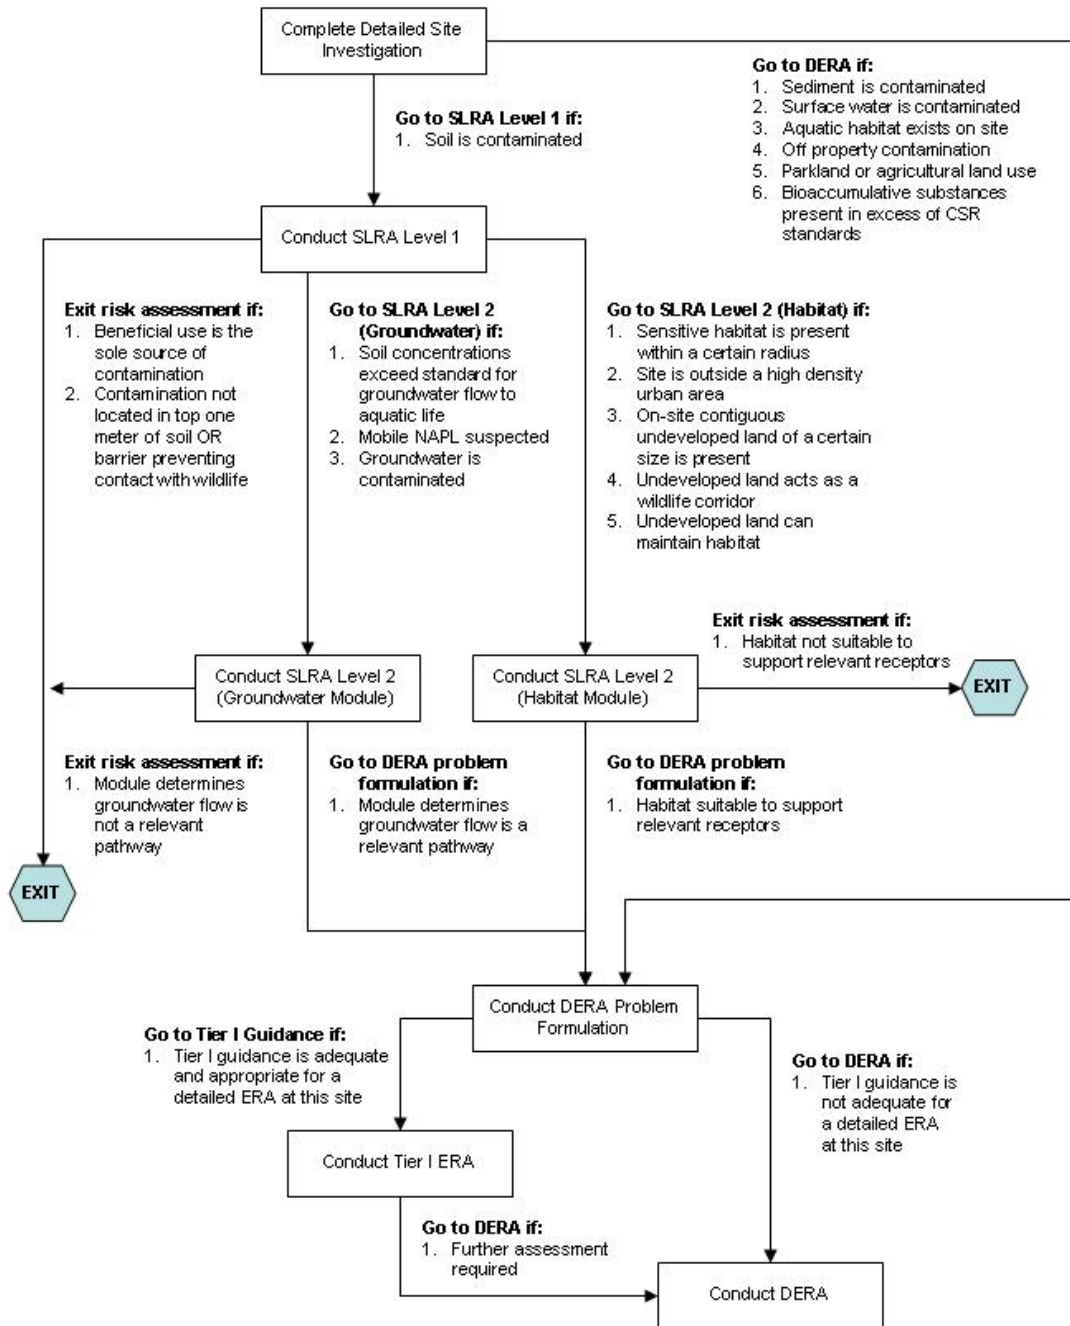 Complete Detailed Site
Investigation
Go to DERA if:
1. Sediment is contaminated
2. Surface water is contaminated
3. Aquatic habitat exists on site
4. Off property contamination
5. Parkland or agricultural land use
6. Bioaccumulative substances
present in excess of CSR
standards
Go to SLRA Level 1 if:
1. Soil is contaminated
Conduct SLRA Level 1
Exit risk assessment if:
1. Beneficial use is the
sole source of
contamination
2. Contamination not
located in top one
meter of soil OR
barrier preventing
contact with wildlife
Go to SLRA Level 2
(Groundwater) if:
1. Soil concentrations
exceed standard for
groundwater flow to
aquatic life
2. Mobile NAPL suspected
3. Groundwater is
contaminated
Go to SLRA Level 2 (Habitat) if:
1. Sensitive habitat is present
within a certain radius
2. Site is outside a high density
urban area
3. On-site contiguous
undeveloped land of a certain
size is present
4. Undeveloped land acts as a
wildlife corridor
5. Undeveloped land can
maintain habitat
Exit risk assessment if:
1. Habitat not suitable to
support relevant receptors
Conduct SLRA Level 2
(Groundwater Module)
Conduct SLRA Level 2
(Habitat Module)
EXIT
Exit risk assessment if:
1. Module determines
groundwater flow is
not a relevant
pathway
Go to DERA problem
formulation if:
1. Module determines
groundwater flow is a
relevant pathway
Go to DERA problem
formulation if:
1. Habitat suitable to support
relevant receptors
EXIT
Conduct DERA Problem
Formulation
Go to Tier I Guidance if:
1. Tier I guidance is adequate
and appropriate for a
detailed ERA at this site
Go to DERA if:
1. Tier I guidance is
not adequate for
a detailed ERA
at this site
Conduct Tier I ERA
Go to DERA if:
1. Further assessment
required
Conduct DERA